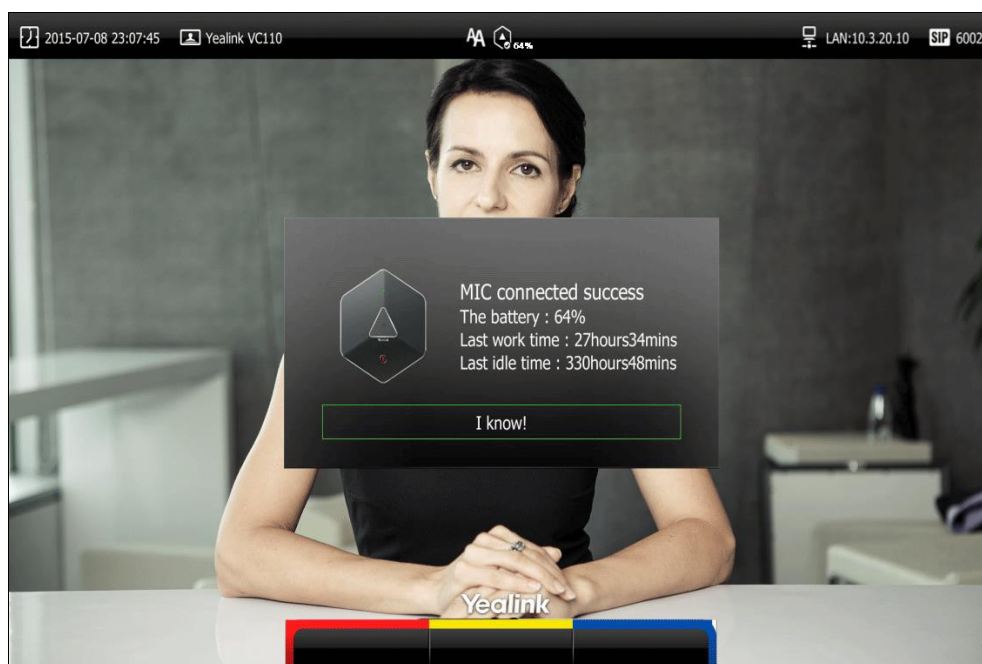 2015-07-08 23:07:45 Yealink VC110 AA 64% LAN:10.3.20.10 SIP 6002
MIC connected success
The battery : 64%
Last work time : 27hours34mins
Last idle time : 330hours48mins
I know!
Yealink